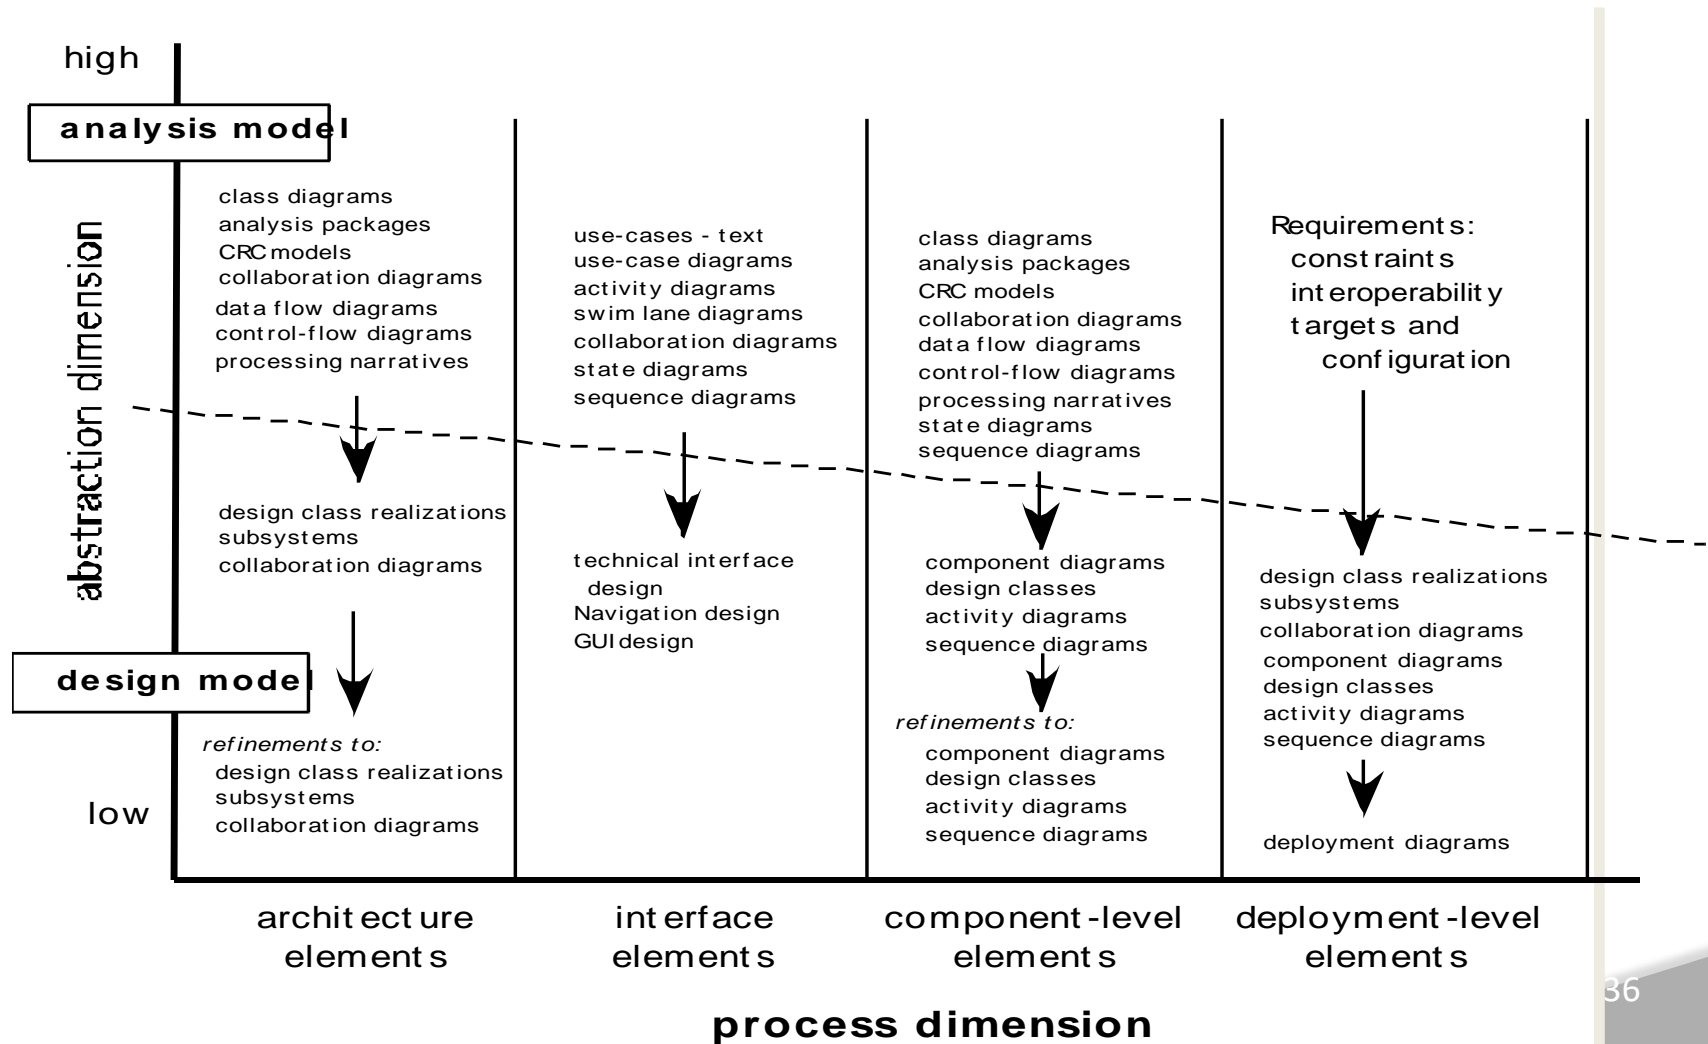 high
analysis model
abstraction dimension
class diagrams
analysis packages
CRC models
collaboration diagrams
data flow diagrams
control-flow diagrams
processing narratives
design class realizations
subsystems
collaboration diagrams
design model
refinements to:
design class realizations
subsystems
collaboration diagrams
low
use-cases - text
use-case diagrams
activity diagrams
swim lane diagrams
collaboration diagrams
state diagrams
sequence diagrams
technical interface
design
Navigation design
GUI design
class diagrams
analysis packages
CRC models
collaboration diagrams
data flow diagrams
control-flow diagrams
processing narratives
state diagrams
sequence diagrams
component diagrams
design classes
activity diagrams
sequence diagrams
refinements to:
component diagrams
design classes
activity diagrams
sequence diagrams
Requirements:
constraints
interoperability
targets and
configuration
design class realizations
subsystems
collaboration diagrams
component diagrams
design classes
activity diagrams
sequence diagrams
deployment diagrams
architecture
elements
interface
elements
component-level
elements
deployment-level
elements
process dimension
36